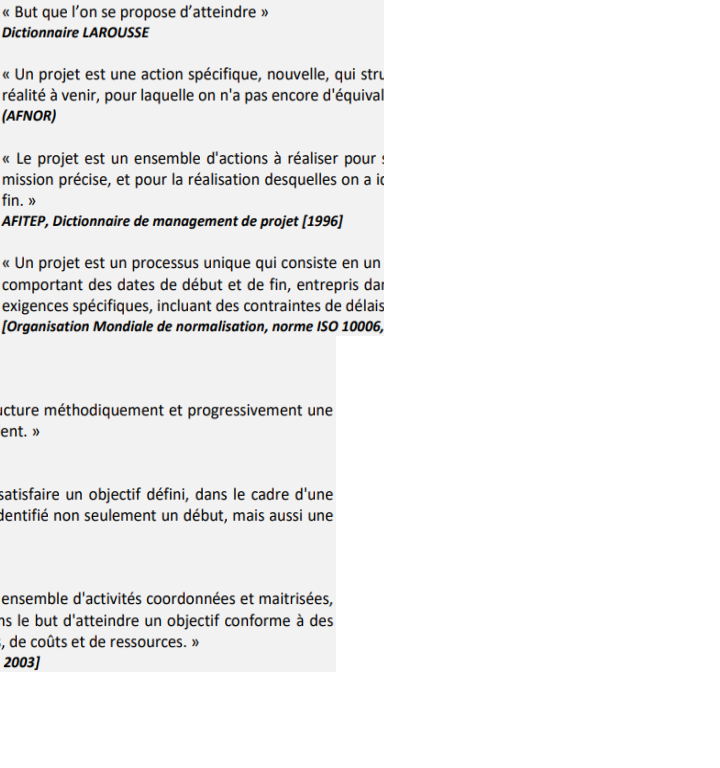 « But que l’on se propose d’atteindre »
Dictionnaire LAROUSSE
« Un projet est une action spécifique, nouvelle, qui stru
réalité à venir, pour laquelle on n'a pas encore d'équival
(AFNOR)
« Le projet est un ensemble d'actions à réaliser pour
mission précise, et pour la réalisation desquelles on a
fin. »
AFITEP, Dictionnaire de management de projet [1996]
« Un projet est un processus unique qui consiste en un
comportant des dates de début et de fin, entrepris da
exigences spécifiques, incluant des contraintes de délais
[Organisation Mondiale de normalisation, norme ISO 10006,
ucture méthodiquement et progressivement une
ent. »
satisfaire un objectif défini, dans le cadre d'une
dentifié non seulement un début, mais aussi une
ensemble d'activités coordonnées et maitrisées,
ns le but d'atteindre un objectif conforme à des
, de coûts et de ressources. »
2003]